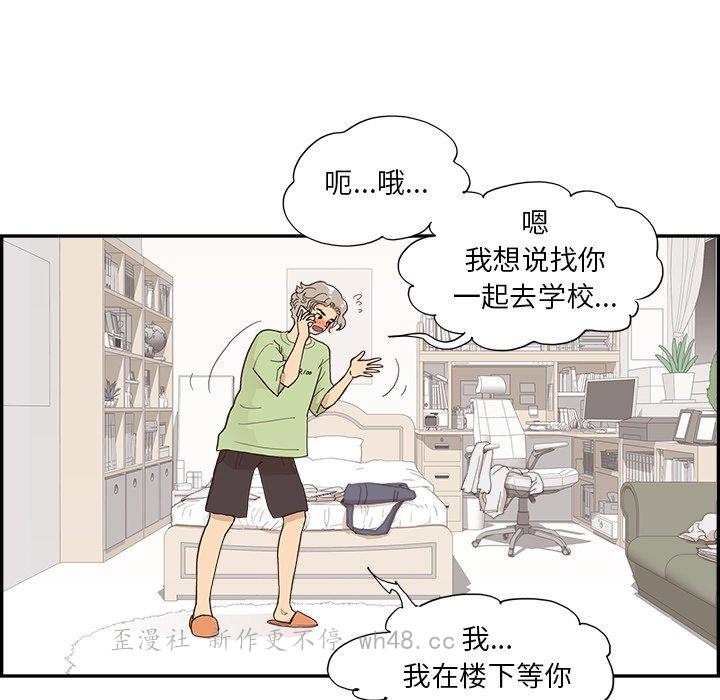 呃...哦...
嗯
我想说找你
一起去学校...
歪漫社 新作更不停 wh48.cc
我...
我在楼下等你